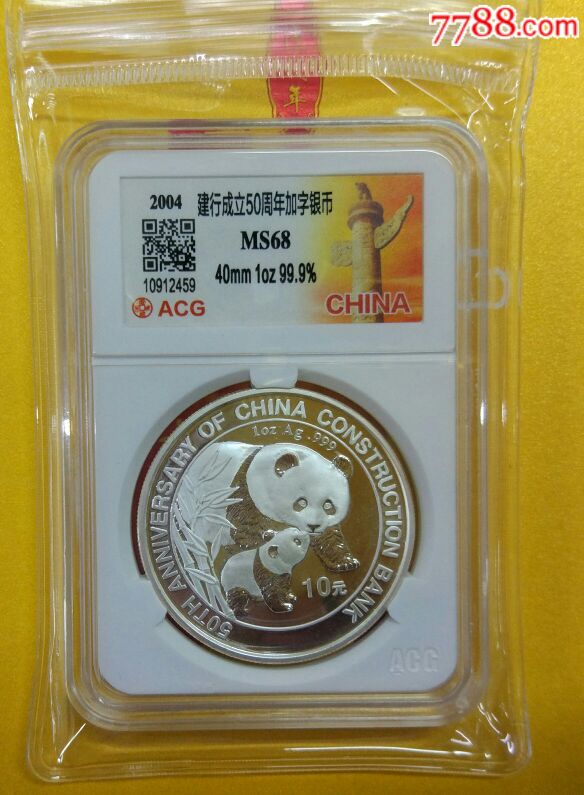 7788.com
年
2004 建行成立50周年加字银币
MS68
40mm 1oz 99.9%
10912459
ACG
CHINA
50TH ANNIVERSARY OF CHINA CONSTRUCTION BANK
1oz Ag .999
10元
ACG